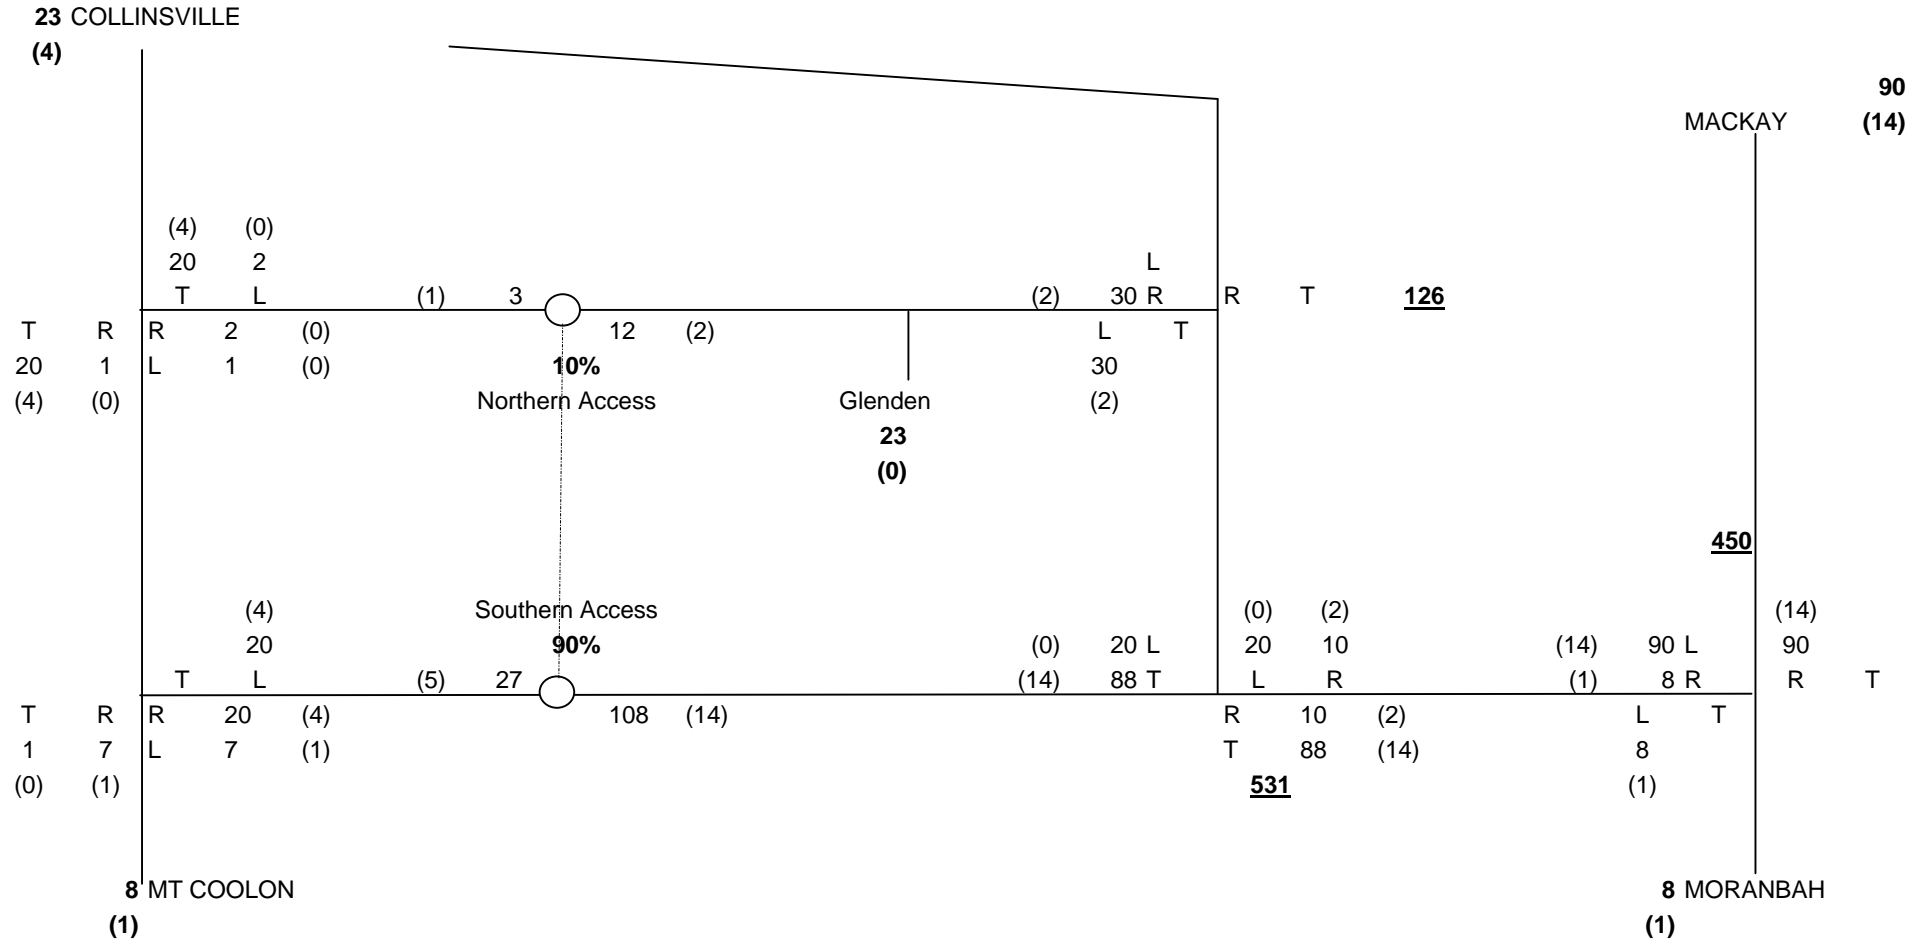 23 COLLINSVILLE
(4)
90
MACKAY (14)
(4) (0)
20 2 L
T L (1) 3 (2) 30 R R T 126
T R R 2 (0) 12 (2) L T
20 1 L 1 (0) 10% 30
(4) (0) Northern Access Glenden (2)
23
(0)
450
(4) Southern Access (0) (2) (14)
20 90% (0) 20 L 20 10 (14) 90 L 90
T L (5) 27 (14) 88 T L R (1) 8 R R T
T R R 20 (4) 108 (14) R 10 (2) L T
1 7 L 7 (1) T 88 (14) 8
(0) (1) 531 (1)
8 MT COOLON 8 MORANBAH
(1) (1)